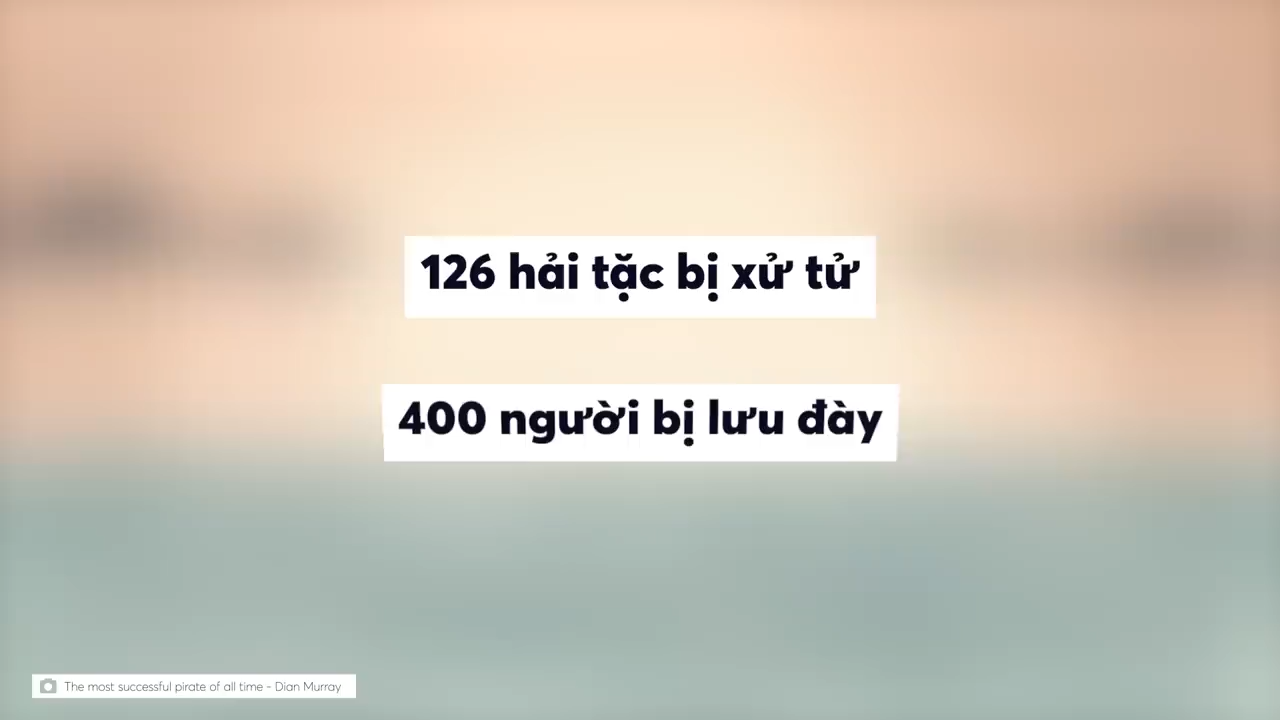 126 hải tặc bị xử tử
400 người bị lưu đày
The most successful pirate of all time - Dian Murray